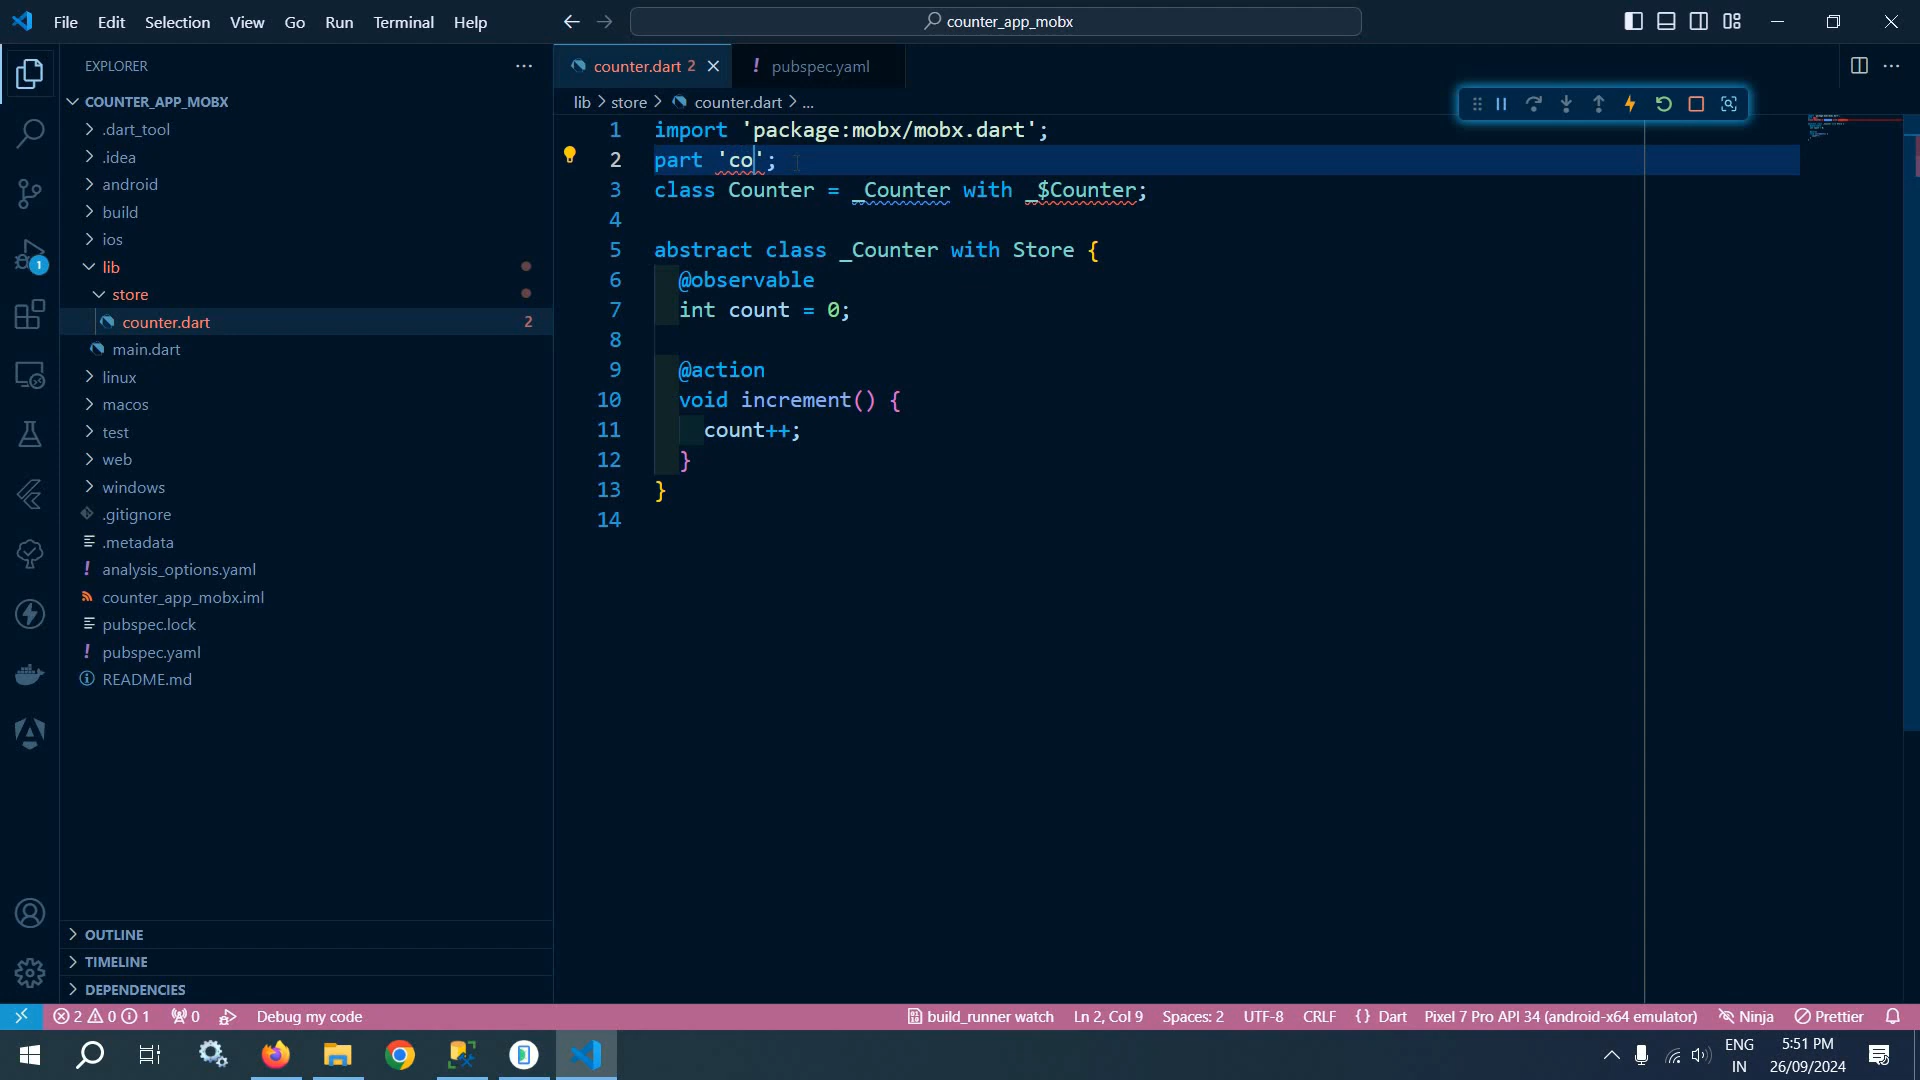 File Edit Selection View Go Run Terminal Help
counter_app_mobx
EXPLORER
COUNTER_APP_MOBX
.dart_tool
.idea
android
build
ios
lib
store
counter.dart 2
main.dart
linux
macos
test
web
windows
.gitignore
.metadata
analysis_options.yaml
counter_app_mobx.iml
pubspec.lock
pubspec.yaml
README.md
OUTLINE
TIMELINE
DEPENDENCIES
1
counter.dart 2
! pubspec.yaml
lib > store > counter.dart > ...
1 import 'package:mobx/mobx.dart';
2 part 'co';
3 class Counter = _Counter with _$Counter;
4
5 abstract class _Counter with Store {
6 @observable
7 int count = 0;
8
9 @action
10 void increment() {
11 count++;
12 }
13 }
14
2 0 1 0 Debug my code build_runner watch Ln 2, Col 9 Spaces: 2 UTF-8 CRLF {} Dart Pixel 7 Pro API 34 (android-x64 emulator) Ninja Prettier
ENG 5:51 PM
IN 26/09/2024